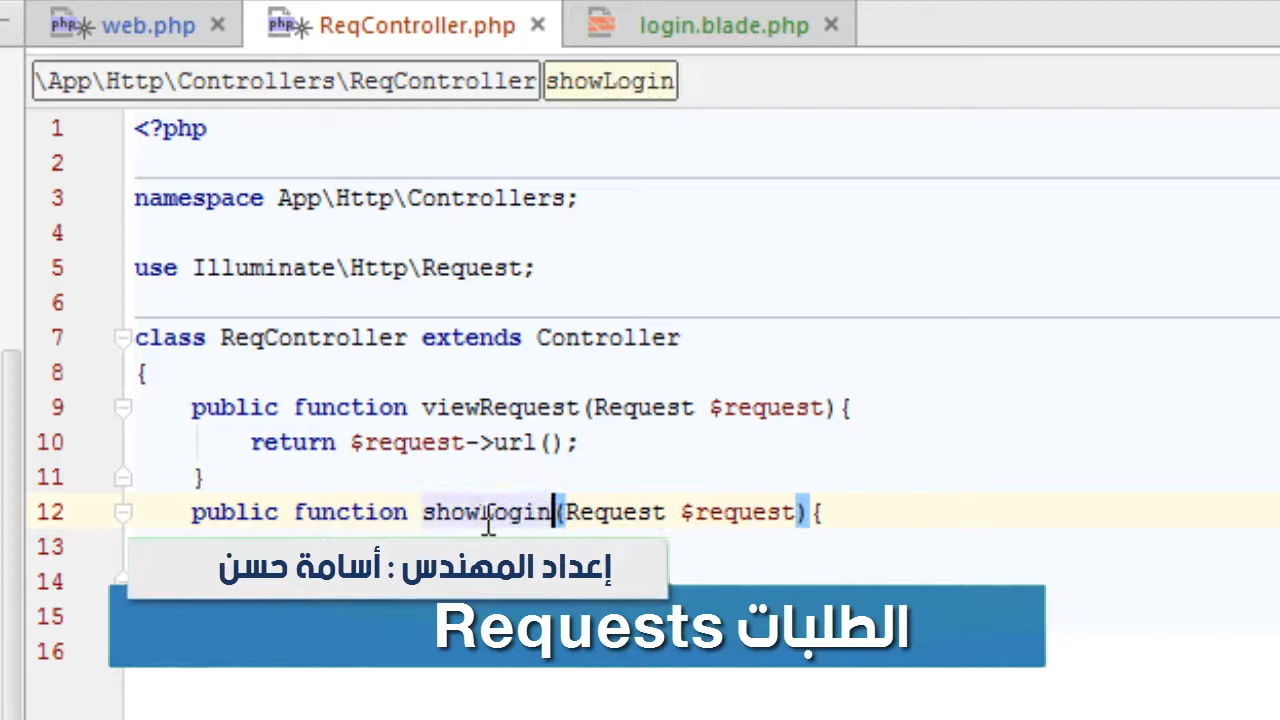 web.php ReqController.php login.blade.php
\App\Http\Controllers\ReqController showLogin
1 <?php
2
3 namespace App\Http\Controllers;
4
5 use Illuminate\Http\Request;
6
7 class ReqController extends Controller
8 {
9 public function viewRequest(Request $request){
10 return $request->url();
11 }
12 public function showLogin(Request $request){
13
إعداد المهندس : أسامة حسن
14
15
الطلبات Requests
16